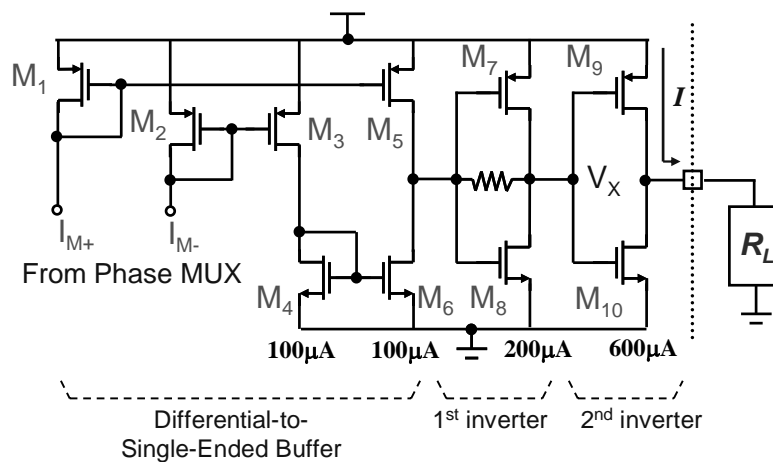 M1
M2
M3
M5
M7
M9
I
VX
RL
IM+
IM-
From Phase MUX
M4
M6
M8
M10
100µA
100µA
200µA
600µA
Differential-to-
Single-Ended Buffer
1st inverter
2nd inverter